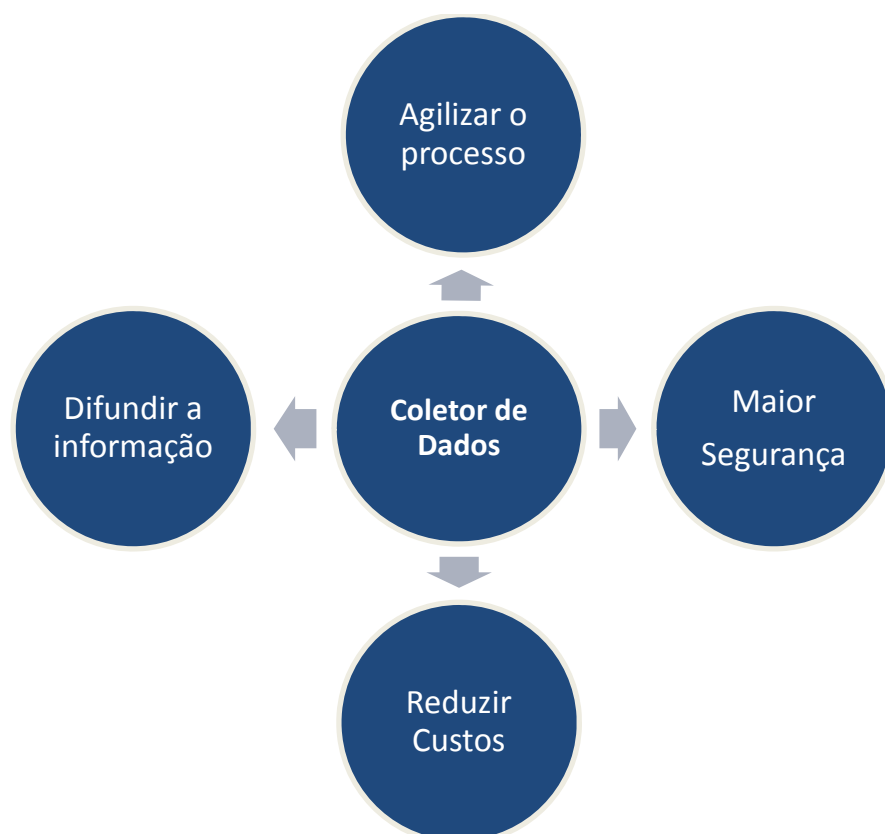 Agilizar o
processo
Difundir a
informação
Coletor de
Dados
Maior
Segurança
Reduzir
Custos